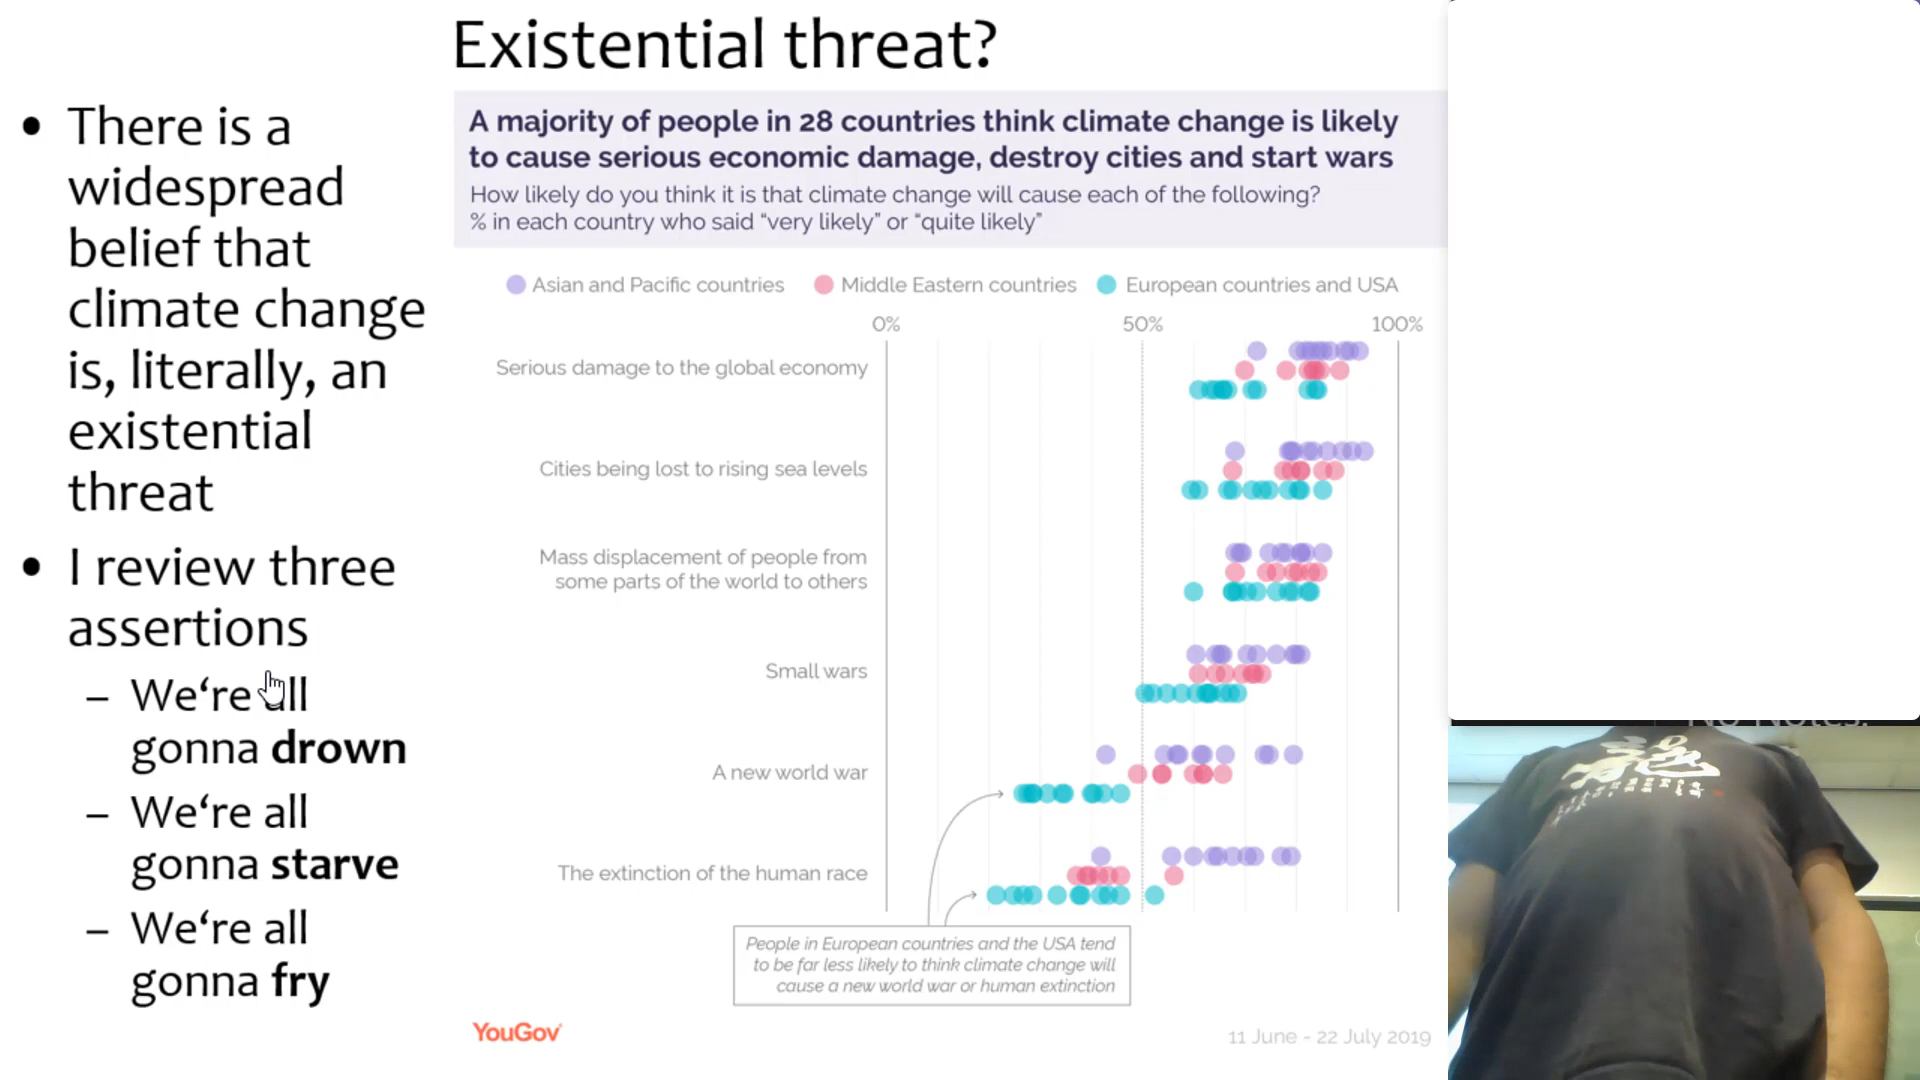 Existential threat?
• There is a
widespread
belief that
climate change
is, literally, an
existential
threat
• I review three
assertions
– We‘re all
gonna drown
– We‘re all
gonna starve
– We‘re all
gonna fry
A majority of people in 28 countries think climate change is likely
to cause serious economic damage, destroy cities and start wars
How likely do you think it is that climate change will cause each of the following?
% in each country who said “very likely” or “quite likely”
Asian and Pacific countries
Middle Eastern countries
European countries and USA
0%
50%
100%
Serious damage to the global economy
Cities being lost to rising sea levels
Mass displacement of people from
some parts of the world to others
Small wars
A new world war
The extinction of the human race
People in European countries and the USA tend
to be far less likely to think climate change will
cause a new world war or human extinction
YouGov
11 June - 22 July 2019
No Notes.